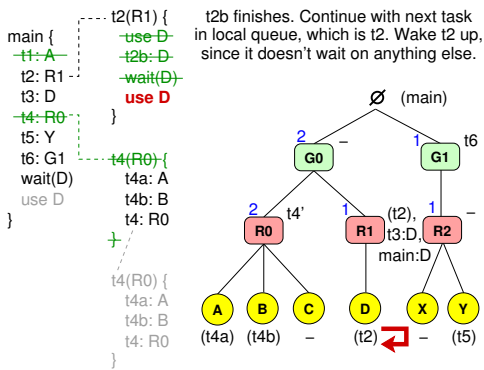 t2b finishes. Continue with next task
in local queue, which is t2. Wake t2 up,
since it doesn't wait on anything else.
main {
t1: A
t2: R1
t3: D
t4: R0
t5: Y
t6: G1
wait(D)
use D
}
t2(R1) {
use D
t2b: D
wait(D)
use D
}
t4(R0) {
t4a: A
t4b: B
t4: R0
}
t4(R0) {
t4a: A
t4b: B
t4: R0
}
Ø (main)
2 G0 –
1 G1 t6
2 R0 t4'
1 R1 (t2),
t3:D,
main:D
1 R2 –
A B C D X Y
(t4a) (t4b) – (t2) – (t5)